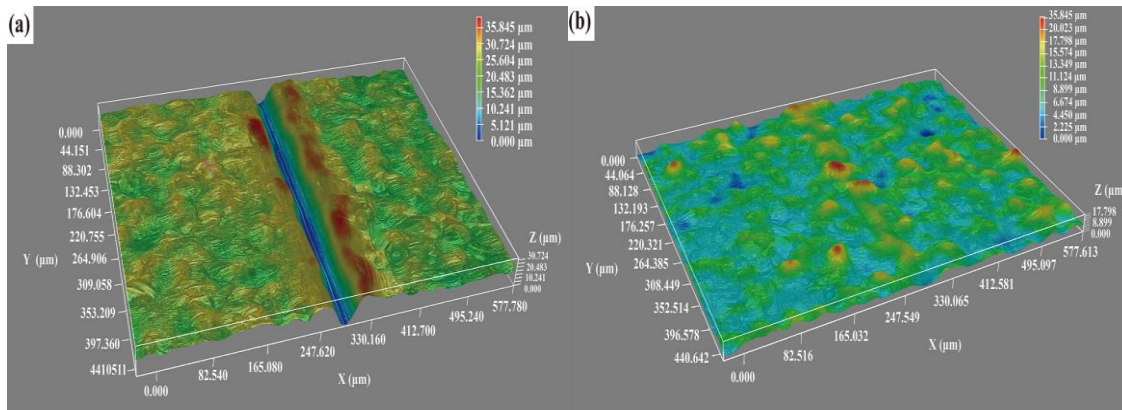 (a)
35.845 µm
30.724 µm
25.604 µm
20.483 µm
15.362 µm
10.241 µm
5.121 µm
0.000 µm
0.000
44.151
88.302
132.453
176.604
220.755
264.906
309.058
353.209
397.360
4410511
Y (µm)
0.000
82.540
165.080
247.620
330.160
412.700
495.240
577.780
X (µm)
Z (µm)
30.724
20.483
10.241
0.000
(b)
35.845 µm
20.023 µm
17.798 µm
15.574 µm
13.349 µm
11.124 µm
8.899 µm
6.674 µm
4.450 µm
2.225 µm
0.000 µm
0.000
44.064
88.128
132.193
176.257
220.321
264.385
308.449
352.514
396.578
440.642
Y (µm)
0.000
82.516
165.032
247.549
330.065
412.581
495.097
577.613
X (µm)
Z (µm)
17.798
8.899
0.000